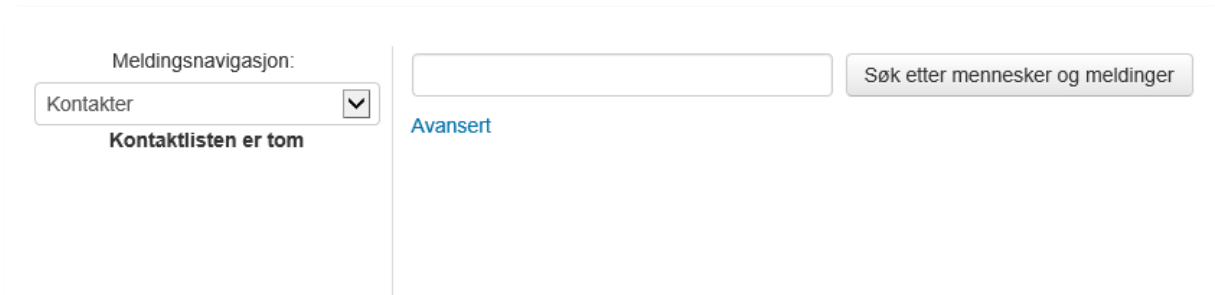 Meldingsnavigasjon:
Kontakter
Kontaktlisten er tom
Søk etter mennesker og meldinger
Avansert